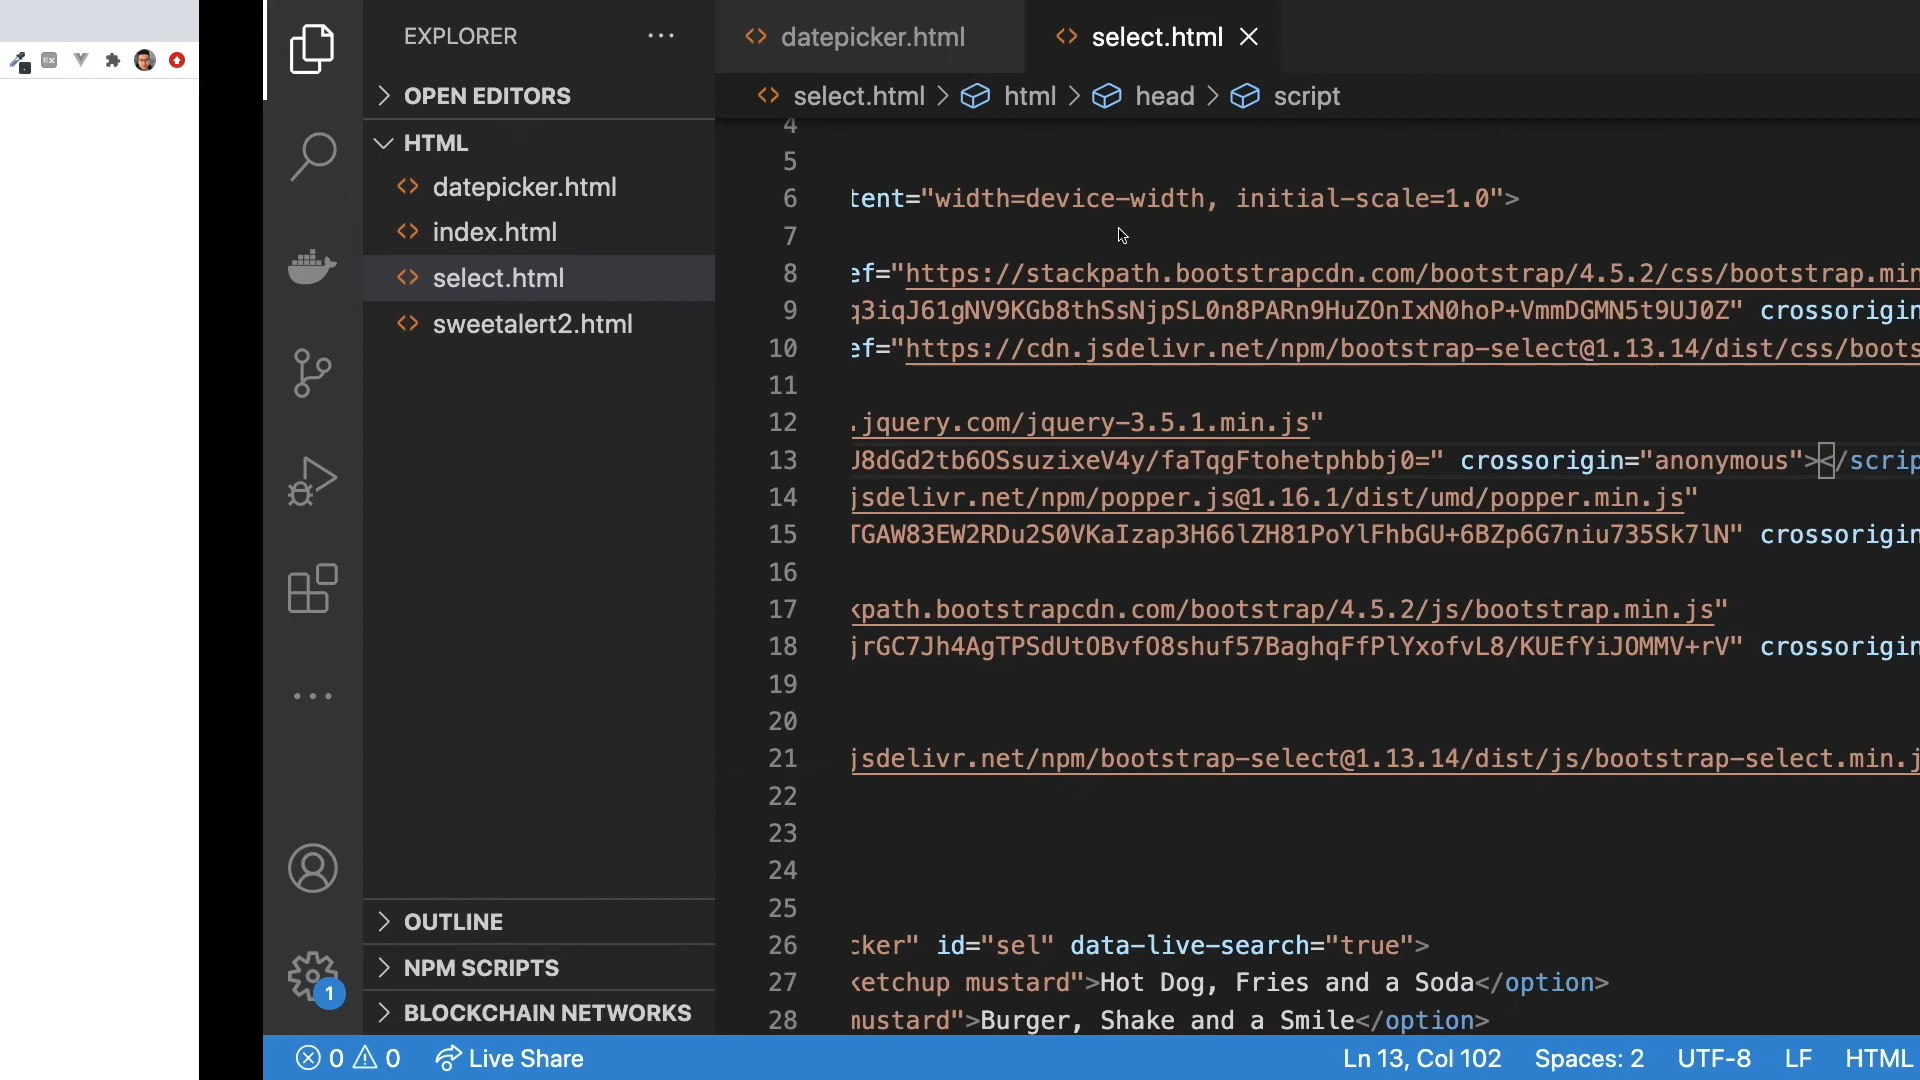 EXPLORER
OPEN EDITORS
HTML
datepicker.html
index.html
select.html
sweetalert2.html
OUTLINE
NPM SCRIPTS
BLOCKCHAIN NETWORKS
1
datepicker.html
select.html
select.html > html > head > script
4
5
6 tent="width=device-width, initial-scale=1.0">
7
8 ef="https://stackpath.bootstrapcdn.com/bootstrap/4.5.2/css/bootstrap.min
9 q3iqJ61gNV9KGb8thSsNjpSL0n8PARn9HuZOnIxN0hoP+VmmDGMN5t9UJ0Z" crossorigin
10 ef="https://cdn.jsdelivr.net/npm/bootstrap-select@1.13.14/dist/css/boots
11
12 .jquery.com/jquery-3.5.1.min.js"
13 J8dGd2tb6OSsuzixeV4y/faTqgFtohetphbbj0=" crossorigin="anonymous"></scrip
14 jsdelivr.net/npm/popper.js@1.16.1/dist/umd/popper.min.js"
15 TGAW83EW2RDu2S0VKaIzap3H66lZH81PoYlFhbGU+6BZp6G7niu735Sk7lN" crossorigin
16
17 kpath.bootstrapcdn.com/bootstrap/4.5.2/js/bootstrap.min.js"
18 jrGC7Jh4AgTPSdUtOBvfO8shuf57BaghqFfPlYxofvL8/KUEfYiJOMMV+rV" crossorigin
19
20
21 jsdelivr.net/npm/bootstrap-select@1.13.14/dist/js/bootstrap-select.min.j
22
23
24
25
26 cker" id="sel" data-live-search="true">
27 ketchup mustard">Hot Dog, Fries and a Soda</option>
28 mustard">Burger, Shake and a Smile</option>
0 0 Live Share Ln 13, Col 102 Spaces: 2 UTF-8 LF HTML